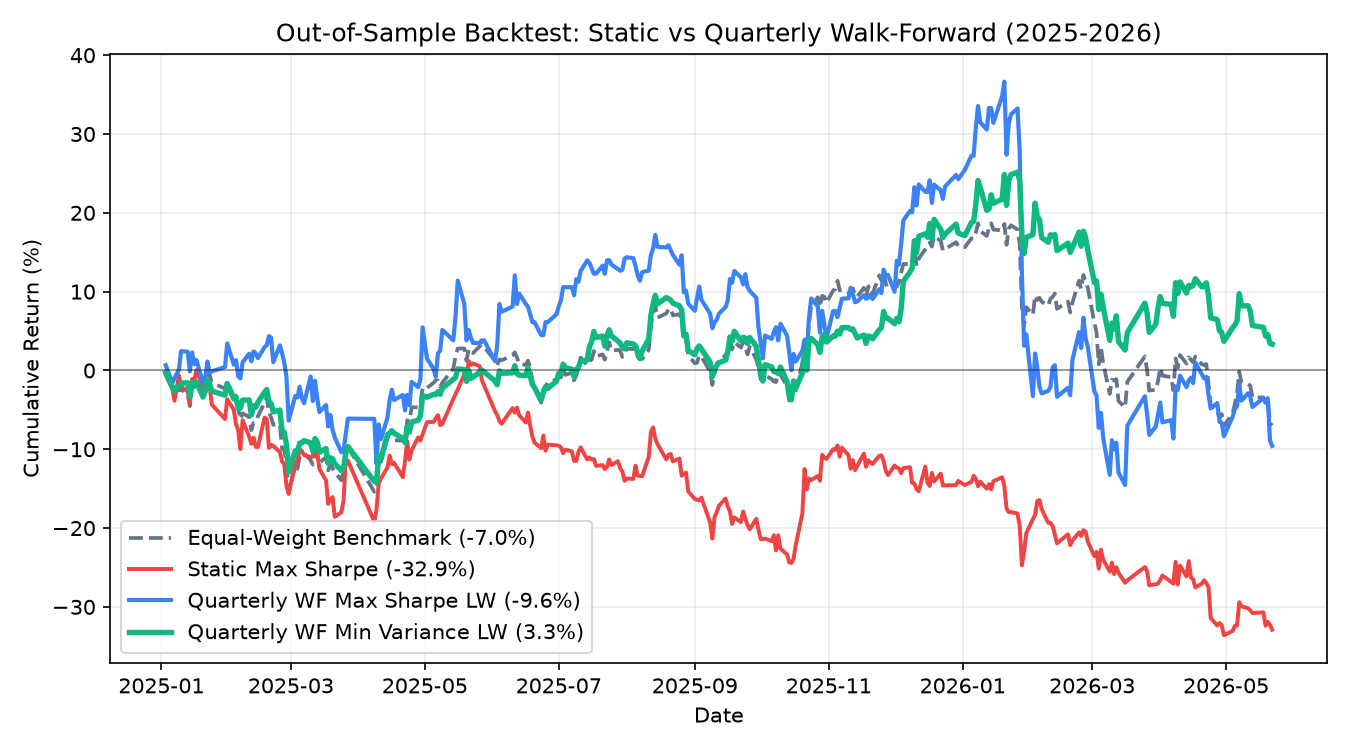 Out-of-Sample Backtest: Static vs Quarterly Walk-Forward (2025-2026)
40
30
20
10
0
−10
−20
−30
Cumulative Return (%)
Equal-Weight Benchmark (-7.0%)
Static Max Sharpe (-32.9%)
Quarterly WF Max Sharpe LW (-9.6%)
Quarterly WF Min Variance LW (3.3%)
2025-01 2025-03 2025-05 2025-07 2025-09 2025-11 2026-01 2026-03 2026-05
Date